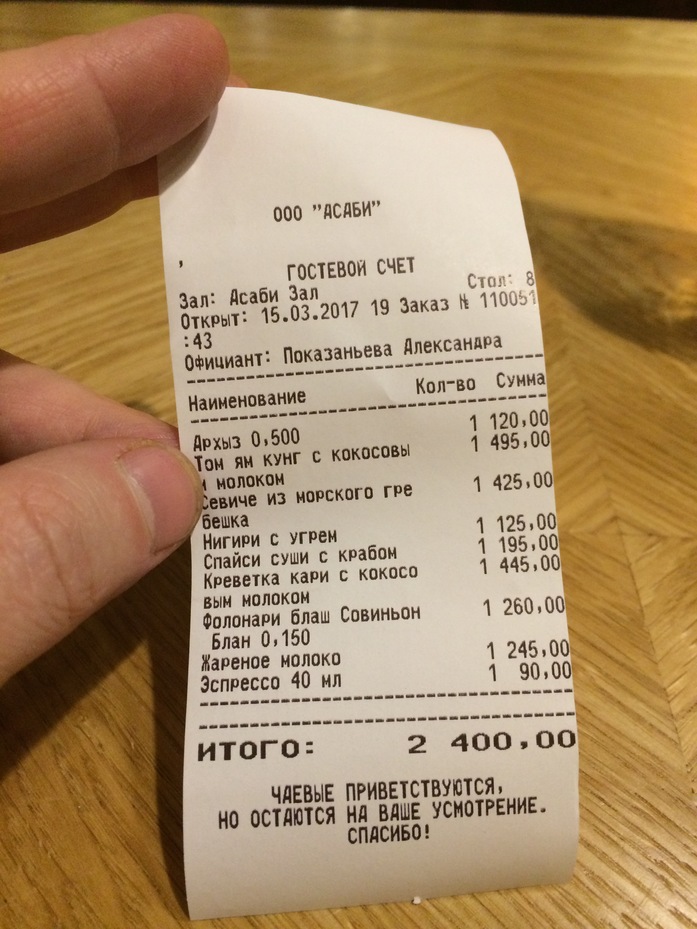 ООО "АСАБИ"
,
ГОСТЕВОЙ СЧЕТ
Зал: Асаби Зал Стол: 8
Открыт: 15.03.2017 19 Заказ № 110051
:43
Официант: Показаньева Александра
Наименование Кол-во Сумма
Архыз 0,500 1 120,00
Том ям кунг с кокосовы 1 495,00
м молоком
Севиче из морского гре 1 425,00
бешка
Нигири с угрем 1 125,00
Спайси суши с крабом 1 195,00
Креветка кари с кокосо 1 445,00
вым молоком
Фолонари блаш Совиньон 1 260,00
Блан 0,150
Жареное молоко 1 245,00
Эспрессо 40 мл 1 90,00
ИТОГО: 2 400,00
ЧАЕВЫЕ ПРИВЕТСТВУЮТСЯ,
НО ОСТАЮТСЯ НА ВАШЕ УСМОТРЕНИЕ.
СПАСИБО!